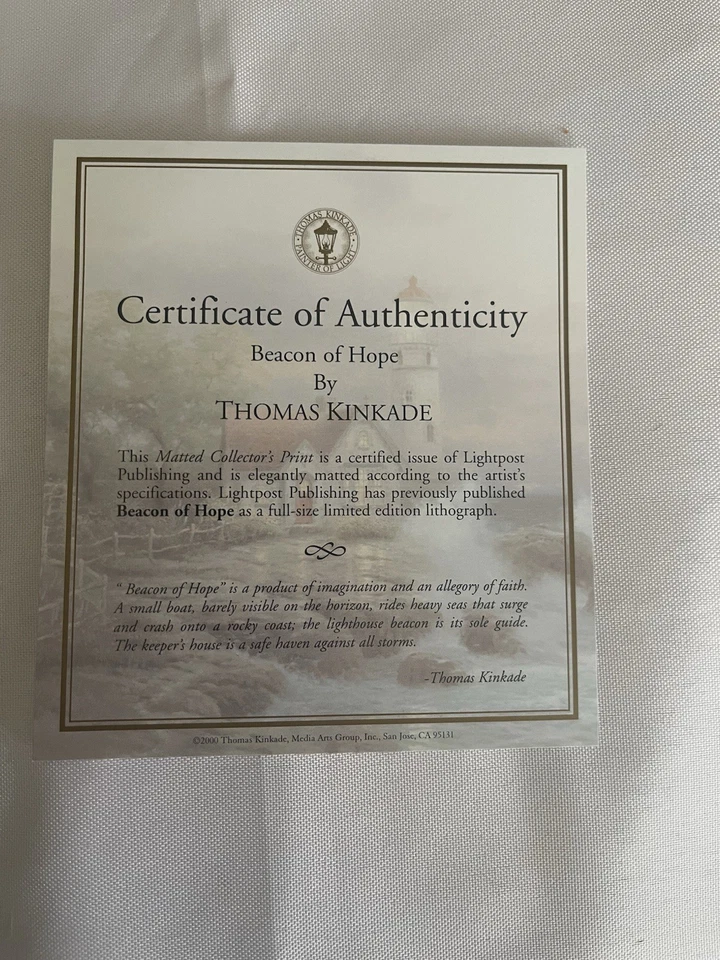 THOMAS KINKADE
PAINTER OF LIGHT
Certificate of Authenticity
Beacon of Hope
By
THOMAS KINKADE
This Matted Collector's Print is a certified issue of Lightpost
Publishing and is elegantly matted according to the artist's
specifications. Lightpost Publishing has previously published
Beacon of Hope as a full-size limited edition lithograph.
" Beacon of Hope" is a product of imagination and an allegory of faith.
A small boat, barely visible on the horizon, rides heavy seas that surge
and crash onto a rocky coast; the lighthouse beacon is its sole guide.
The keeper's house is a safe haven against all storms.
-Thomas Kinkade
©2000 Thomas Kinkade, Media Arts Group, Inc., San Jose, CA 95131